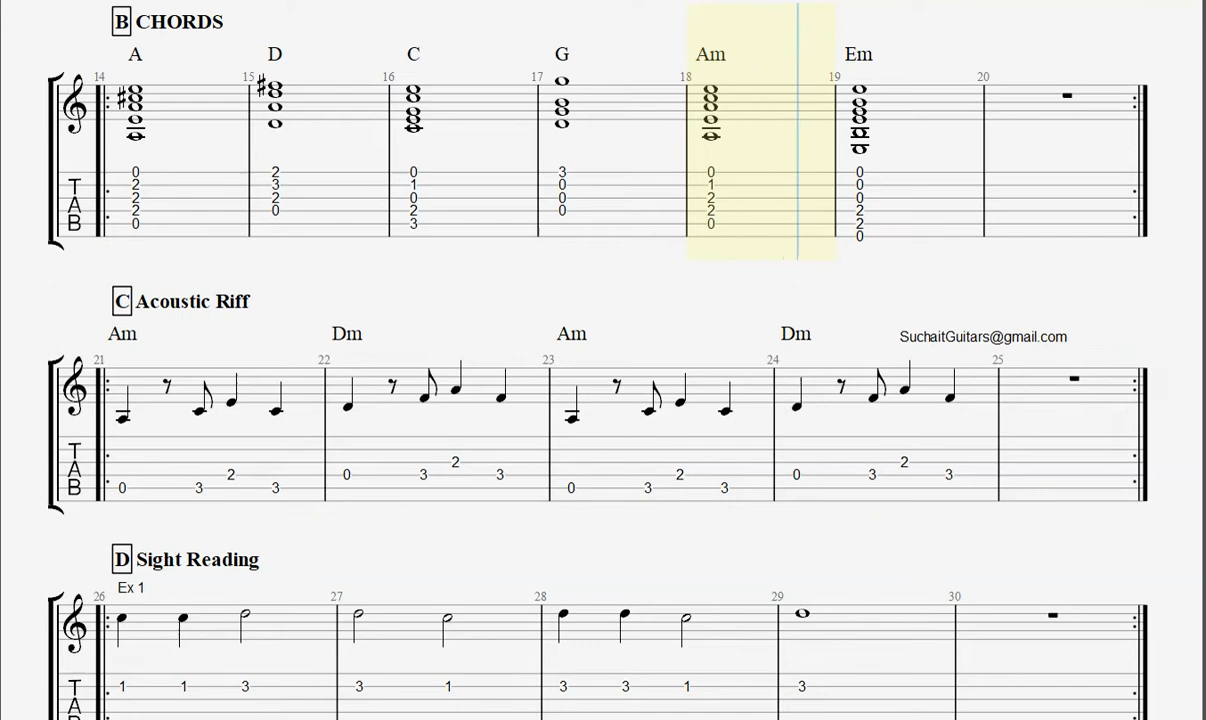 B CHORDS
A D C G Am Em
14 15 16 17 18 19 20
0 2 0 3 0 0
2 3 1 0 1 0
T 2 2 0 0 2 0
A 2 0 2 0 2 2
B 0 3 0 2
0
C Acoustic Riff
Am Dm Am Dm SuchaitGuitars@gmail.com
21 22 23 24 25
T
A 2 2
2 0 3 3 2 0 3 3
B 0 3 3 0 3 3
D Sight Reading
Ex 1
26 27 28 29 30
T 1 1 3 3 1 3 3 1 3
A